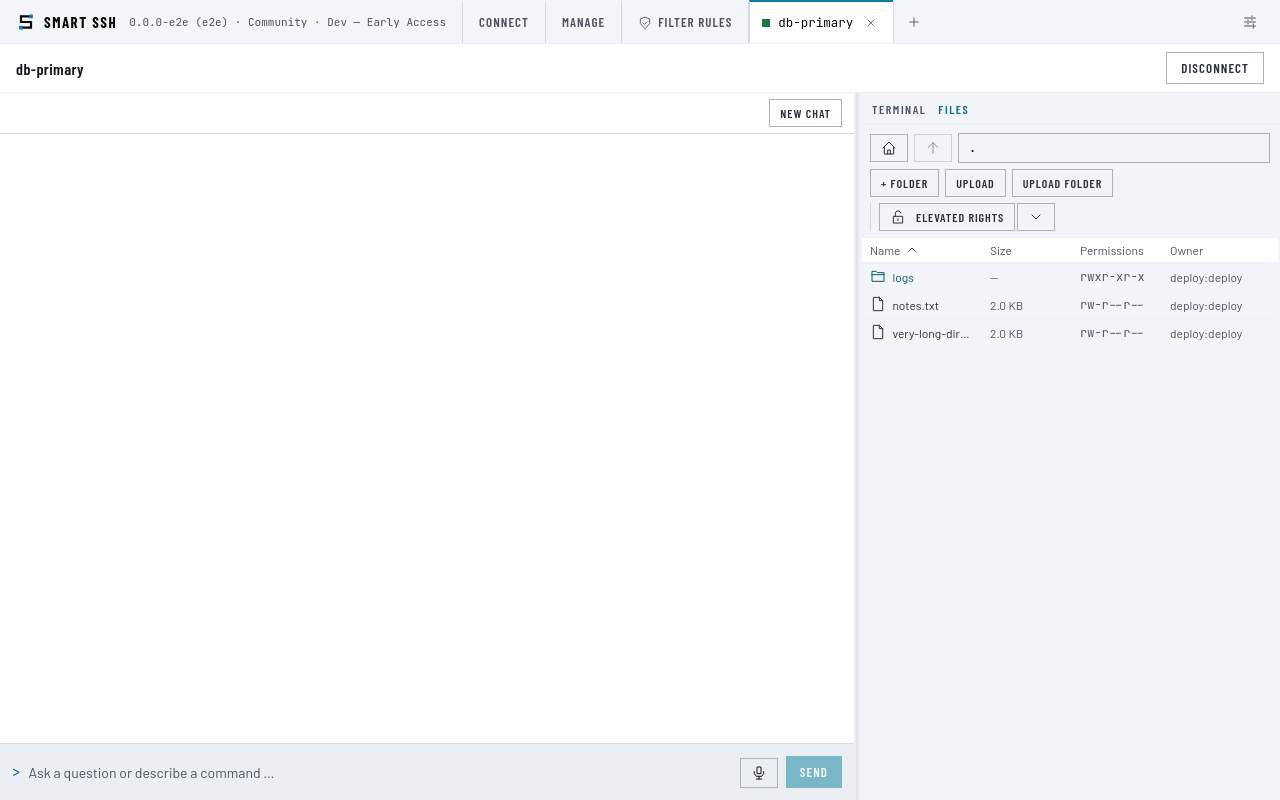 SMART SSH 0.0.0-e2e (e2e) · Community · Dev — Early Access CONNECT MANAGE FILTER RULES db-primary
db-primary DISCONNECT
NEW CHAT
TERMINAL FILES
.
+ FOLDER UPLOAD UPLOAD FOLDER
ELEVATED RIGHTS
Name Size Permissions Owner
logs — rwxr-xr-x deploy:deploy
notes.txt 2.0 KB rw-r--r-- deploy:deploy
very-long-dir... 2.0 KB rw-r--r-- deploy:deploy
> Ask a question or describe a command ... SEND